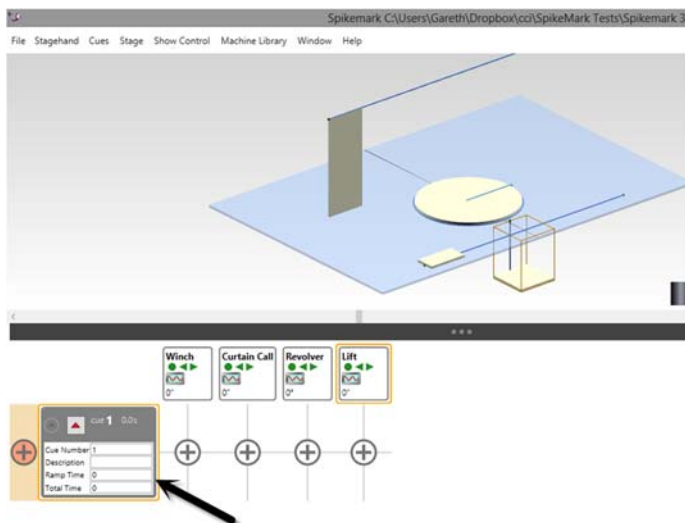 Spikemark C:\Users\Gareth\Dropbox\cci\SpikeMark Tests\Spikemark 3
File Stagehand Cues Stage Show Control Machine Library Window Help
Winch Curtain Call Revolver Lift
0" 0" 0° 0"
cue 1 0.0s
Cue Number 1
Description
Ramp Time 0
Total Time 0